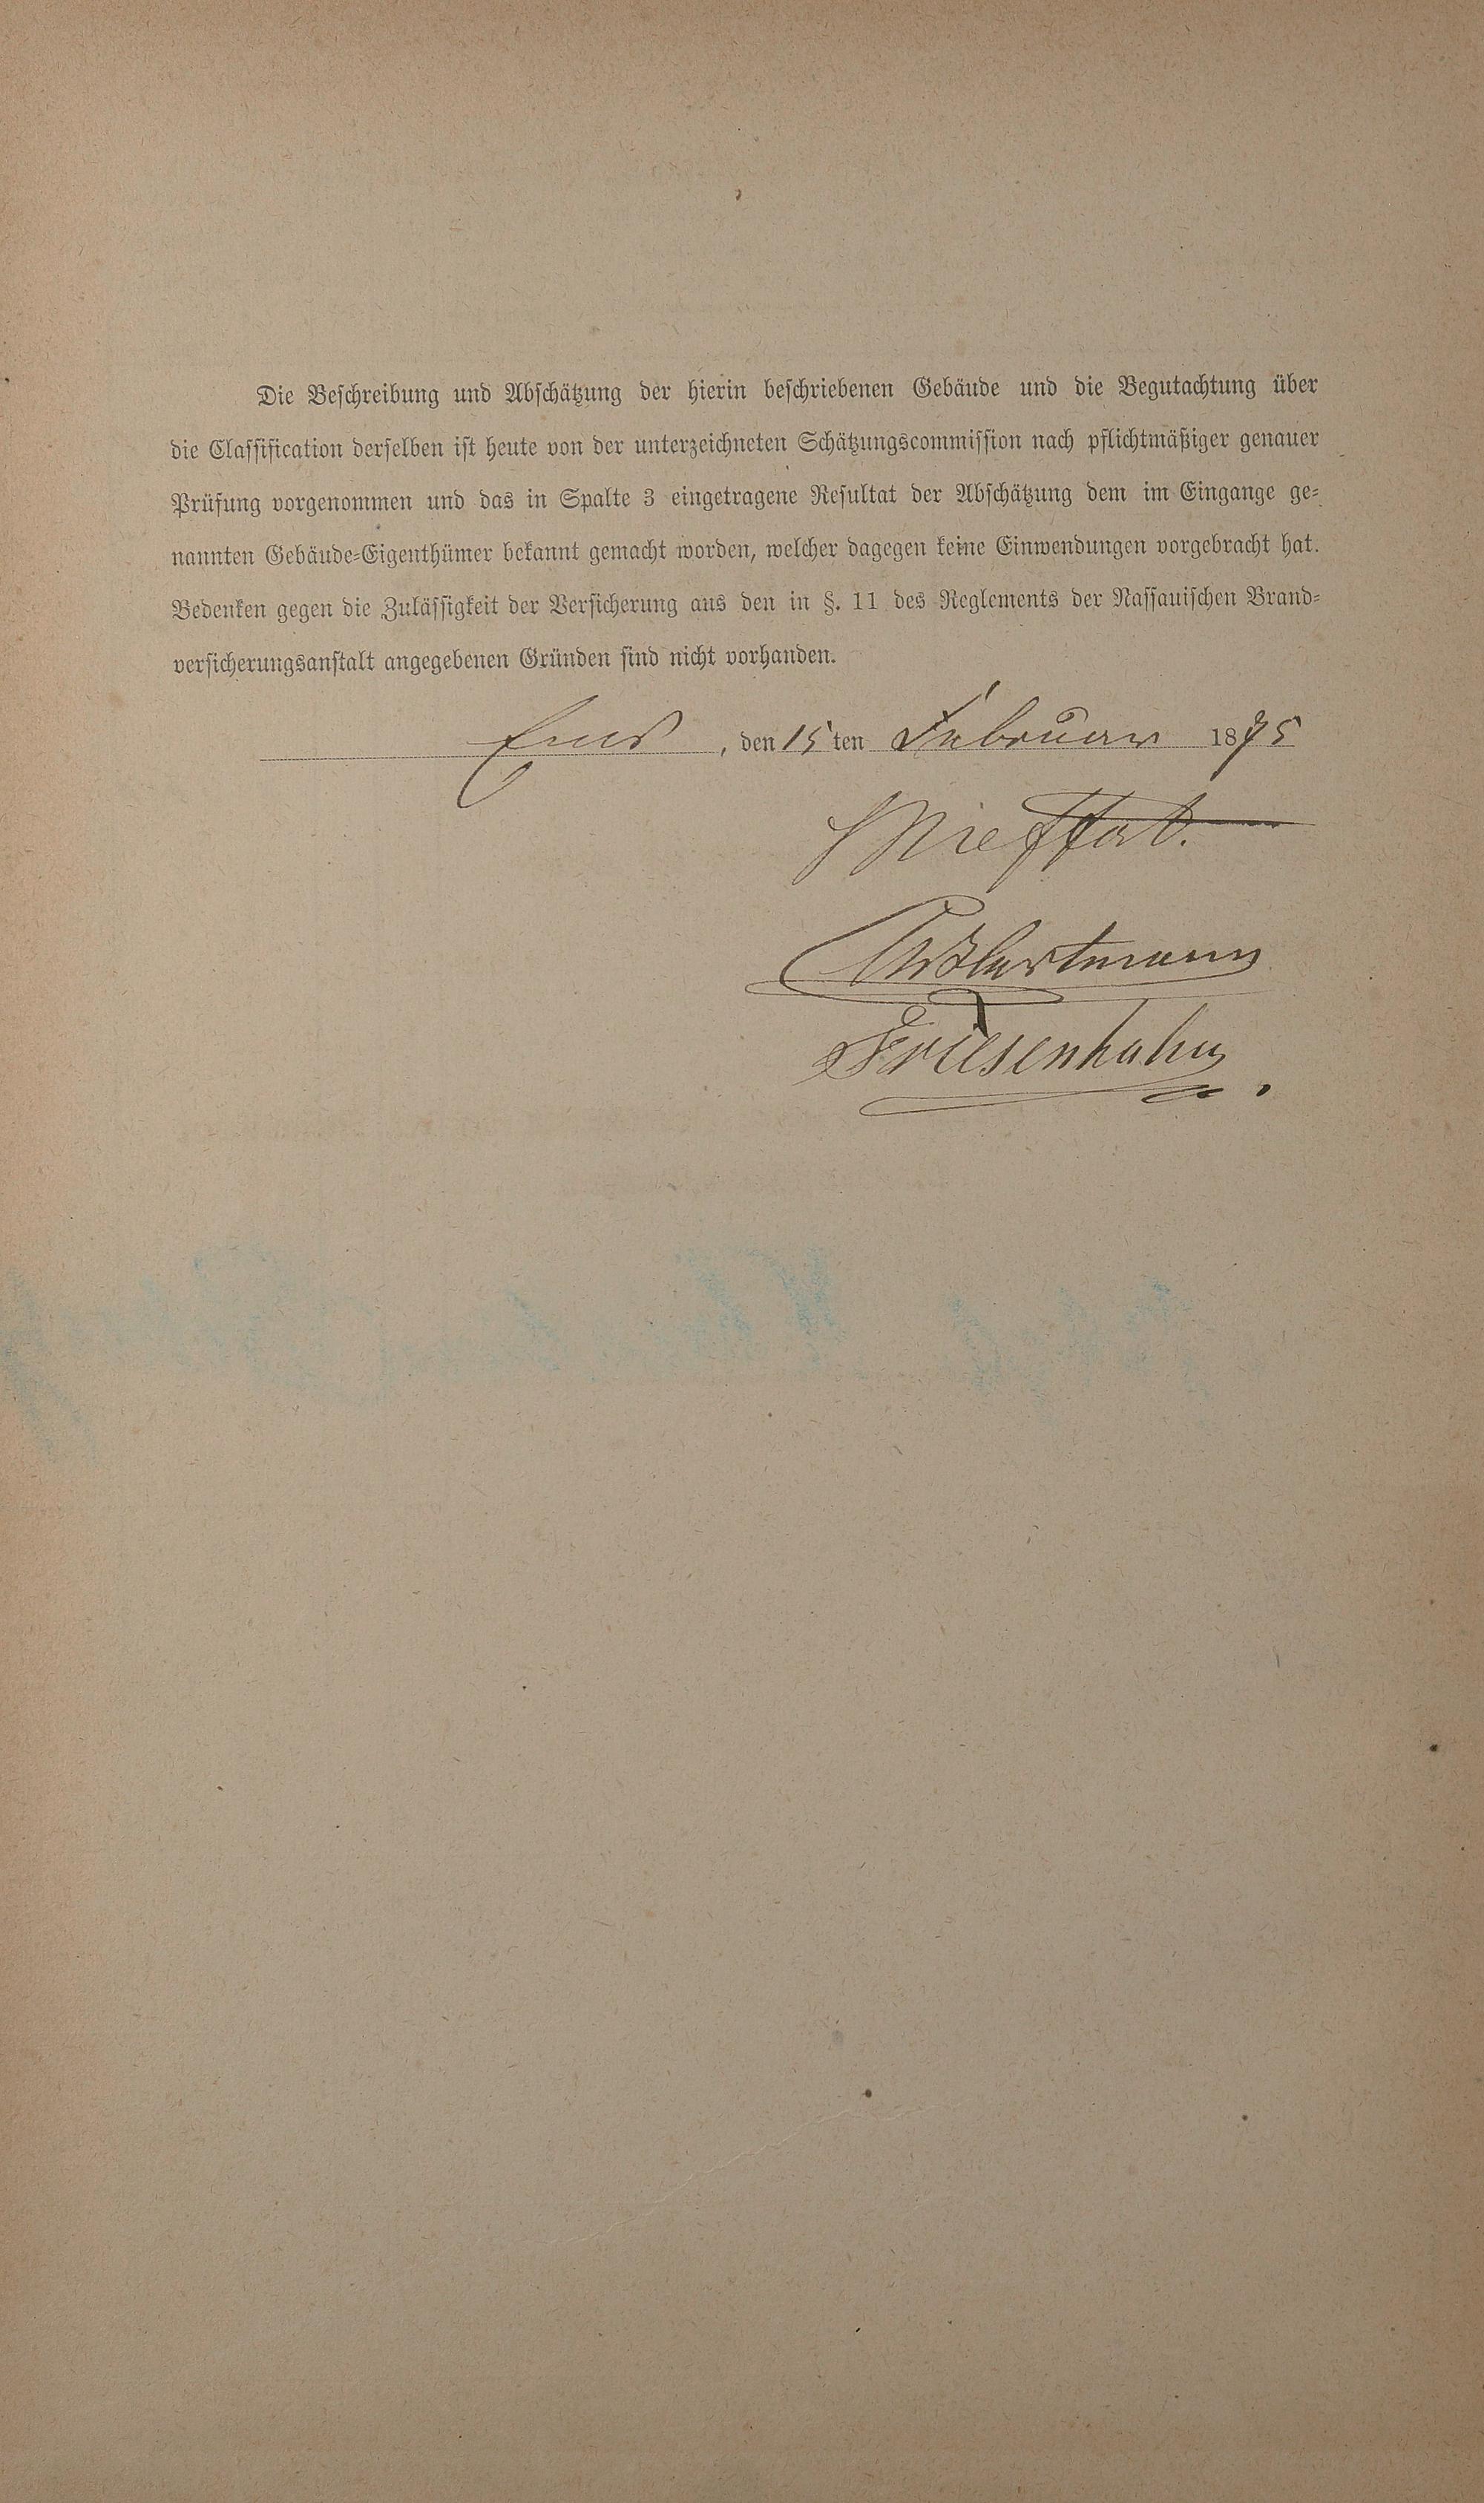 Die Beschreibung und Abschätzung der hierin beschriebenen Gebäude und die Begutachtung über
die Classification derselben ist heute von der unterzeichneten Schätzungscommission nach pflichtmäßiger genauer
Prüfung vorgenommen und das in Spalte 3 eingetragene Resultat der Abschätzung dem im Eingange ge-
nannten Gebäude-Eigenthümer bekannt gemacht worden, welcher dagegen keine Einwendungen vorgebracht hat.
Bedenken gegen die Zulässigkeit der Versicherung aus den in §. 11 des Reglements der Nassauischen Brand-
versicherungsanstalt angegebenen Gründen sind nicht vorhanden.
Ems, den 15ten Februar 1875
Hartmann
Friesenhahn